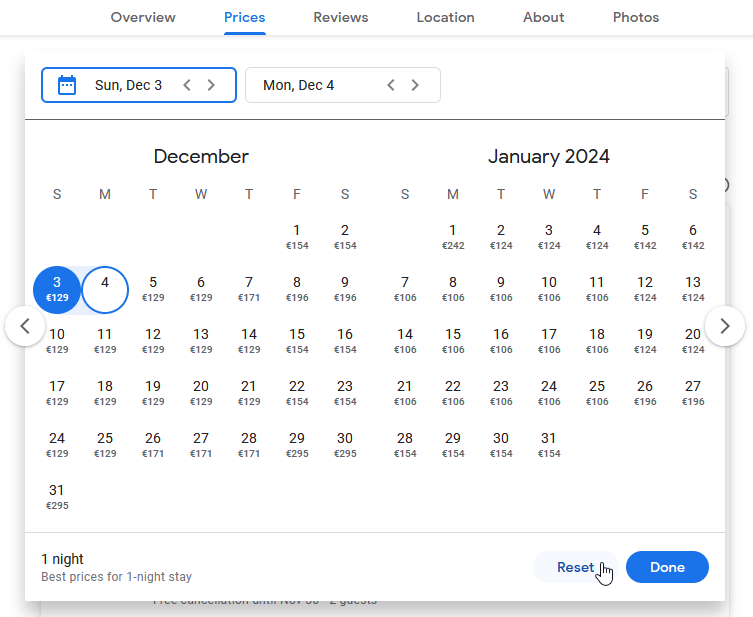 Overview Prices Reviews Location About Photos
Sun, Dec 3 Mon, Dec 4
December January 2024
S M T W T F S S M T W T F S
1 2 1 2 3 4 5 6
€154 €154 €242 €124 €124 €124 €142 €142
3 4 5 6 7 8 9 7 8 9 10 11 12 13
€129 €129 €129 €171 €196 €196 €106 €106 €106 €106 €106 €124 €124
10 11 12 13 14 15 16 14 15 16 17 18 19 20
€129 €129 €129 €129 €129 €154 €154 €106 €106 €106 €106 €106 €124 €124
17 18 19 20 21 22 23 21 22 23 24 25 26 27
€129 €129 €129 €129 €129 €154 €154 €106 €106 €106 €106 €106 €196 €196
24 25 26 27 28 29 30 28 29 30 31
€129 €129 €171 €171 €171 €295 €295 €154 €154 €154 €154
31
€295
1 night
Best prices for 1-night stay
Reset Done
Free cancellation until Nov 30 2 guests